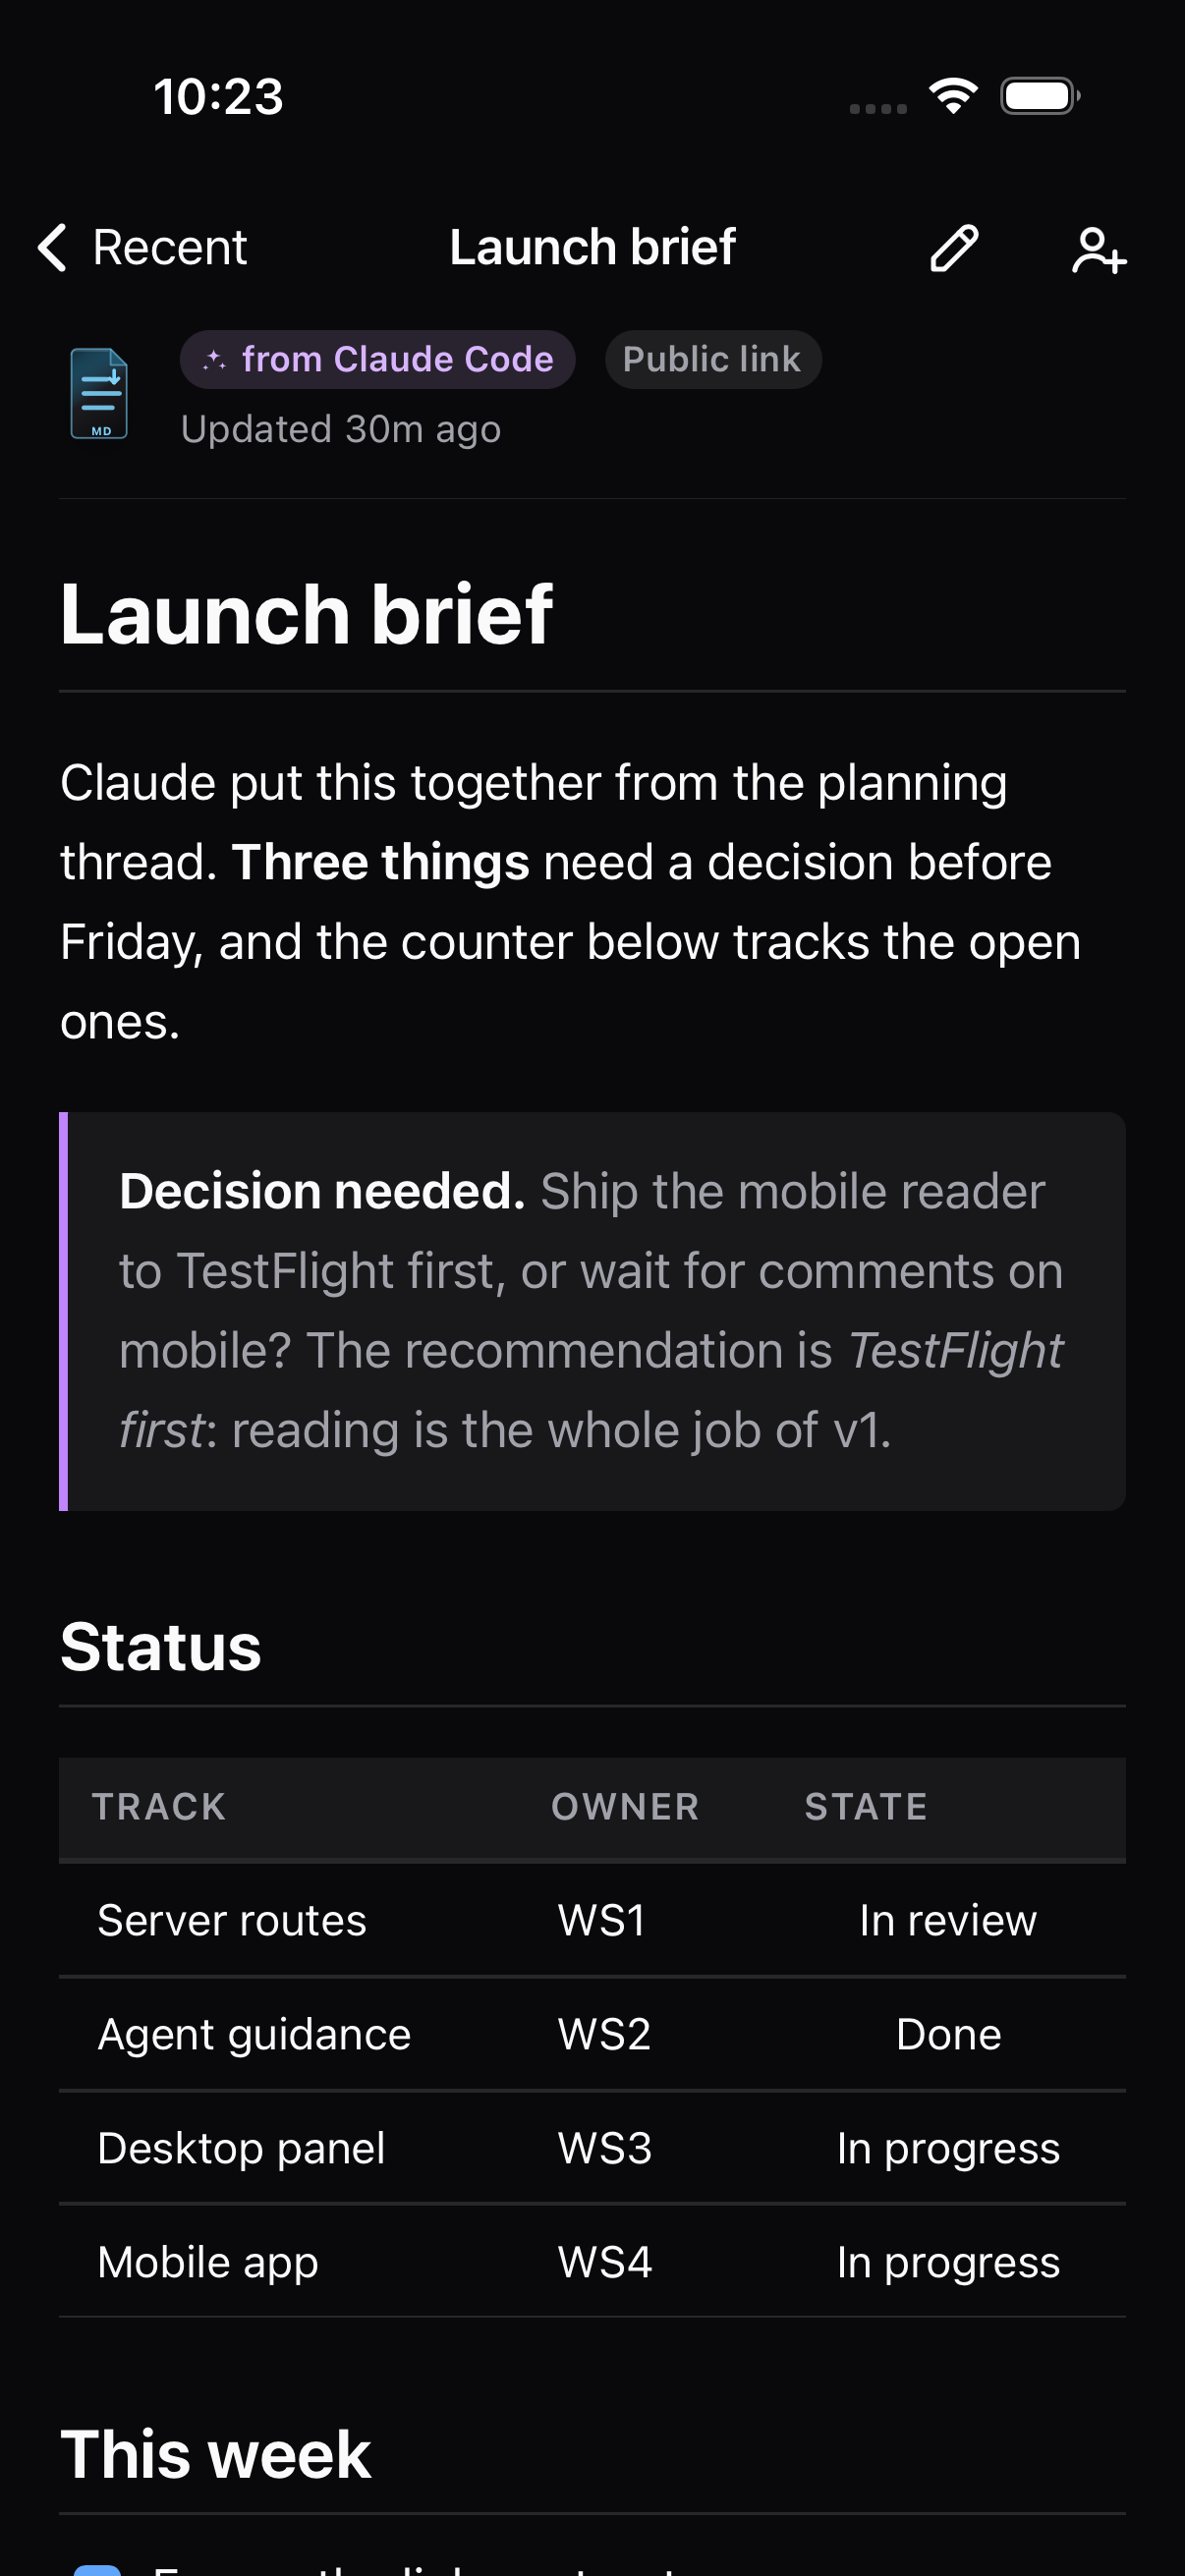 10:23
Recent
Launch brief
from Claude Code
Public link
MD
Updated 30m ago
Launch brief
Claude put this together from the planning
thread. Three things need a decision before
Friday, and the counter below tracks the open
ones.
Decision needed. Ship the mobile reader
to TestFlight first, or wait for comments on
mobile? The recommendation is TestFlight
first: reading is the whole job of v1.
Status
TRACK OWNER STATE
Server routes WS1 In review
Agent guidance WS2 Done
Desktop panel WS3 In progress
Mobile app WS4 In progress
This week